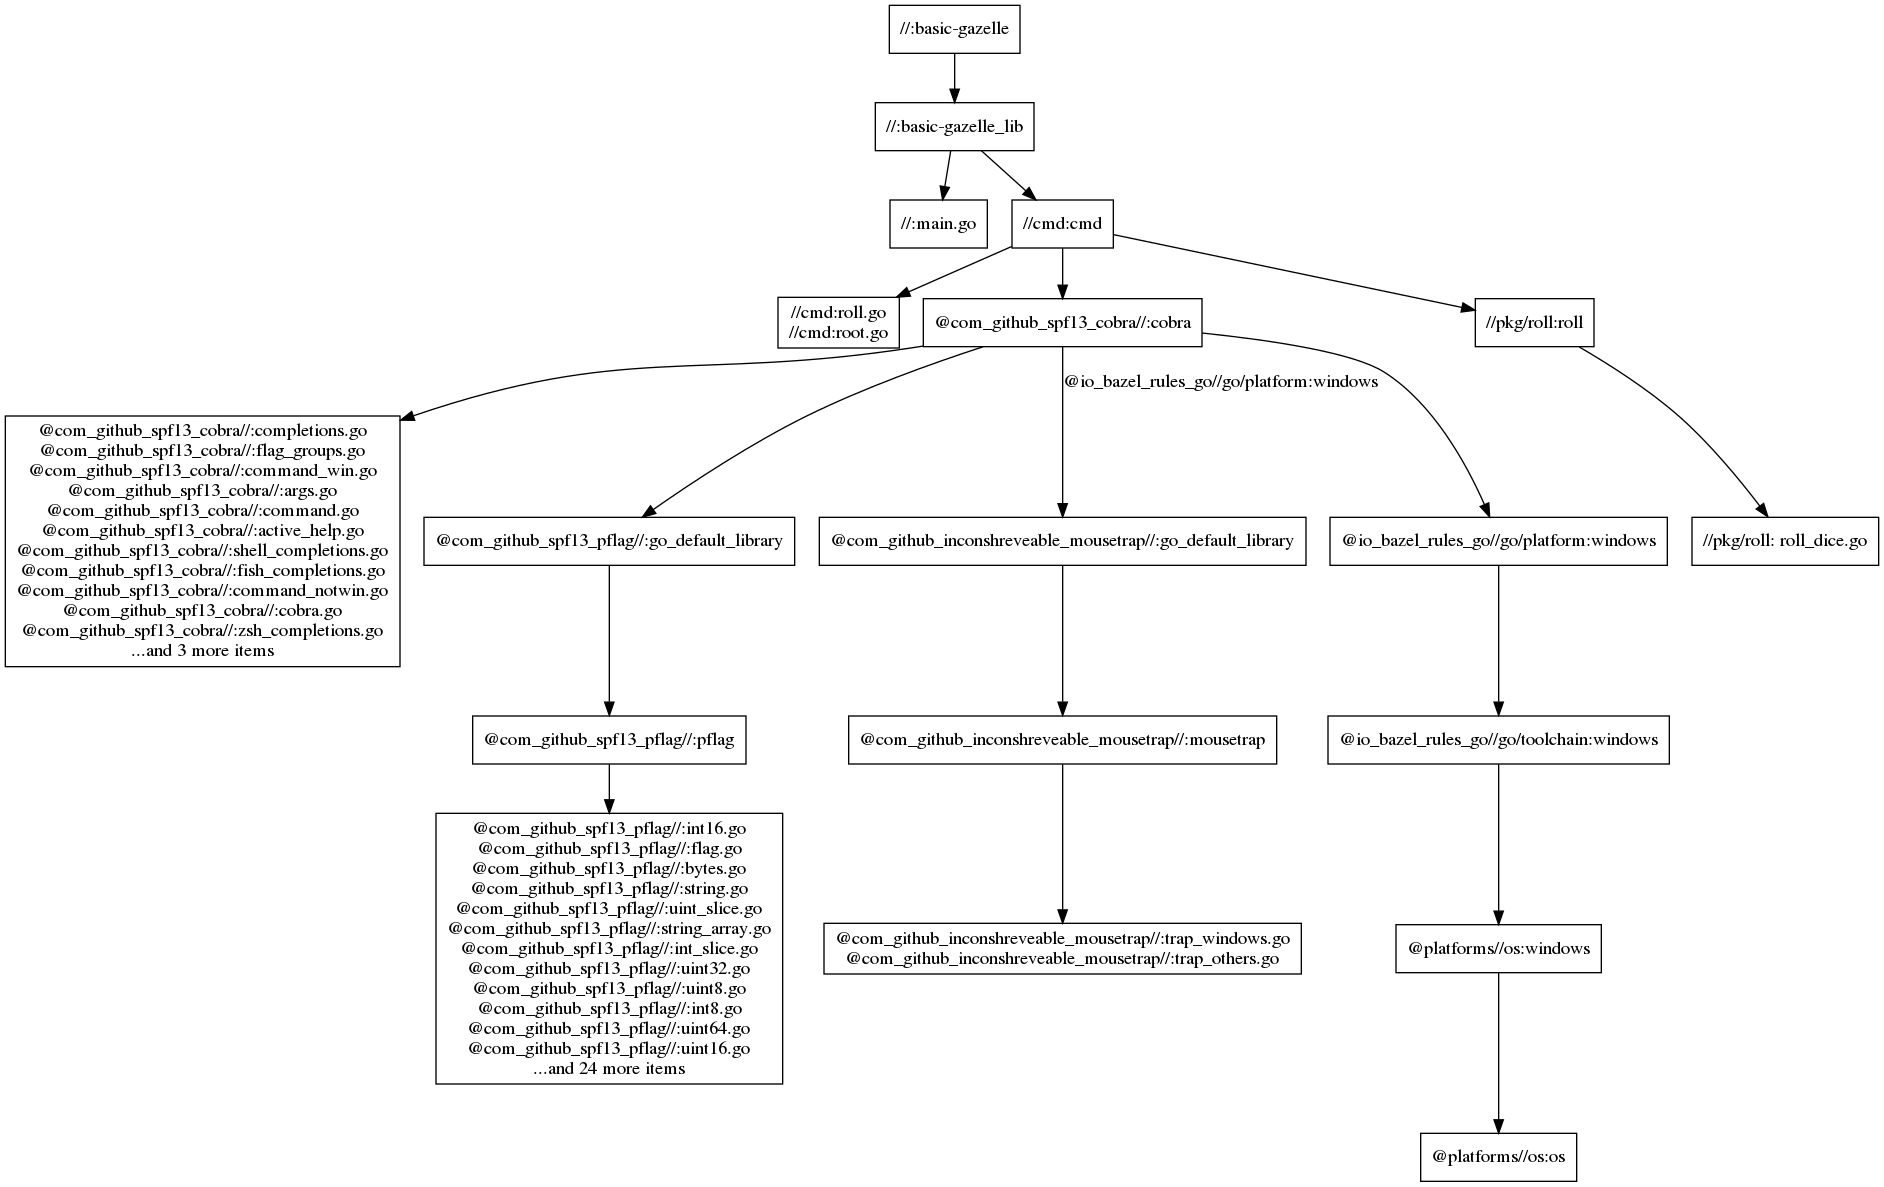 //:basic-gazelle
//:basic-gazelle_lib
//:main.go
//cmd:cmd
//cmd:roll.go
//cmd:root.go
@com_github_spf13_cobra//:cobra
//pkg/roll:roll
@io_bazel_rules_go//go/platform:windows
@com_github_spf13_cobra//:completions.go
@com_github_spf13_cobra//:flag_groups.go
@com_github_spf13_cobra//:command_win.go
@com_github_spf13_cobra//:args.go
@com_github_spf13_cobra//:command.go
@com_github_spf13_cobra//:active_help.go
@com_github_spf13_cobra//:shell_completions.go
@com_github_spf13_cobra//:fish_completions.go
@com_github_spf13_cobra//:command_notwin.go
@com_github_spf13_cobra//:cobra.go
@com_github_spf13_cobra//:zsh_completions.go
...and 3 more items
@com_github_spf13_pflag//:go_default_library
@com_github_inconshreveable_mousetrap//:go_default_library
@io_bazel_rules_go//go/platform:windows
//pkg/roll: roll_dice.go
@com_github_spf13_pflag//:pflag
@com_github_inconshreveable_mousetrap//:mousetrap
@io_bazel_rules_go//go/toolchain:windows
@com_github_spf13_pflag//:int16.go
@com_github_spf13_pflag//:flag.go
@com_github_spf13_pflag//:bytes.go
@com_github_spf13_pflag//:string.go
@com_github_spf13_pflag//:uint_slice.go
@com_github_spf13_pflag//:string_array.go
@com_github_spf13_pflag//:int_slice.go
@com_github_spf13_pflag//:uint32.go
@com_github_spf13_pflag//:uint8.go
@com_github_spf13_pflag//:int8.go
@com_github_spf13_pflag//:uint64.go
@com_github_spf13_pflag//:uint16.go
...and 24 more items
@com_github_inconshreveable_mousetrap//:trap_windows.go
@com_github_inconshreveable_mousetrap//:trap_others.go
@platforms//os:windows
@platforms//os:os